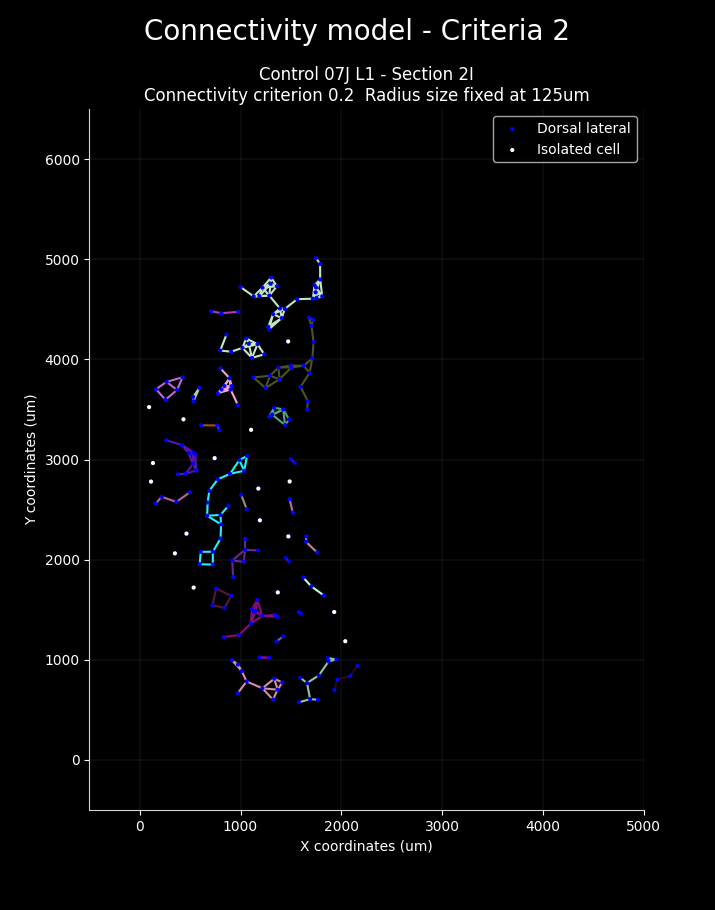 Connectivity model - Criteria 2
Control 07J L1 - Section 2I
Connectivity criterion 0.2  Radius size fixed at 125um
Dorsal lateral
Isolated cell
6000
5000
4000
3000
2000
1000
0
Y coordinates (um)
0 1000 2000 3000 4000 5000
X coordinates (um)